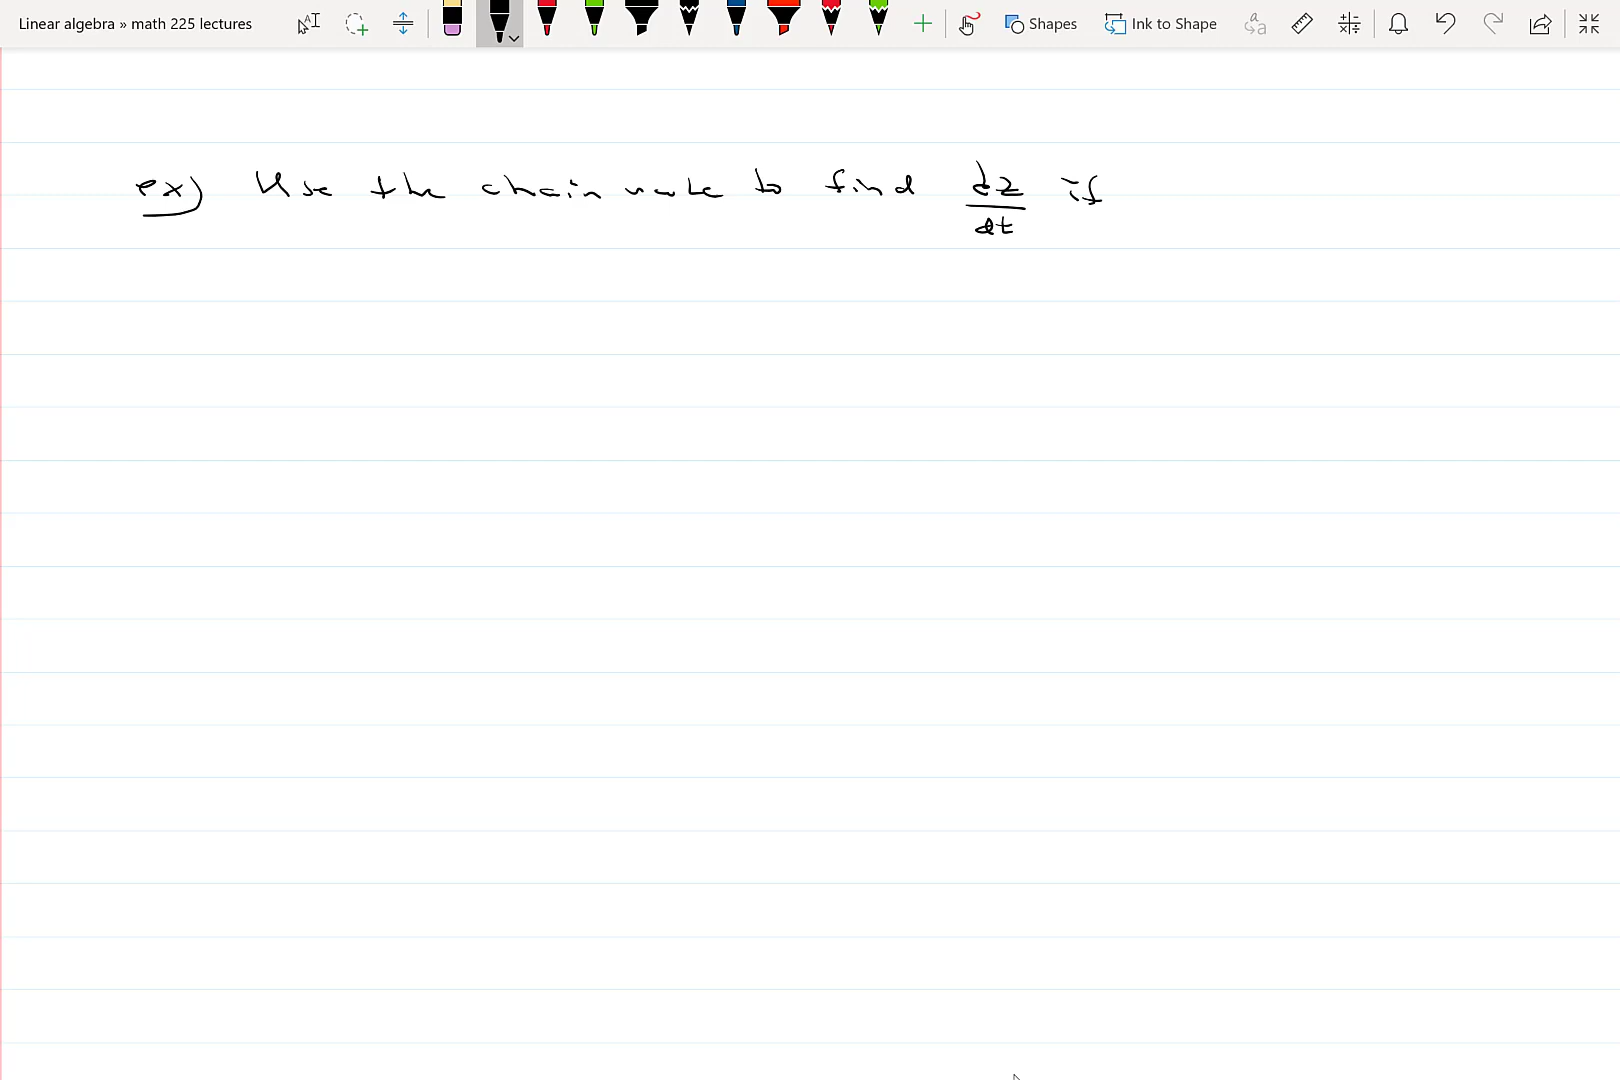 Linear algebra » math 225 lectures Shapes Ink to Shape
ex) Use the chain rule to find dz/dt if